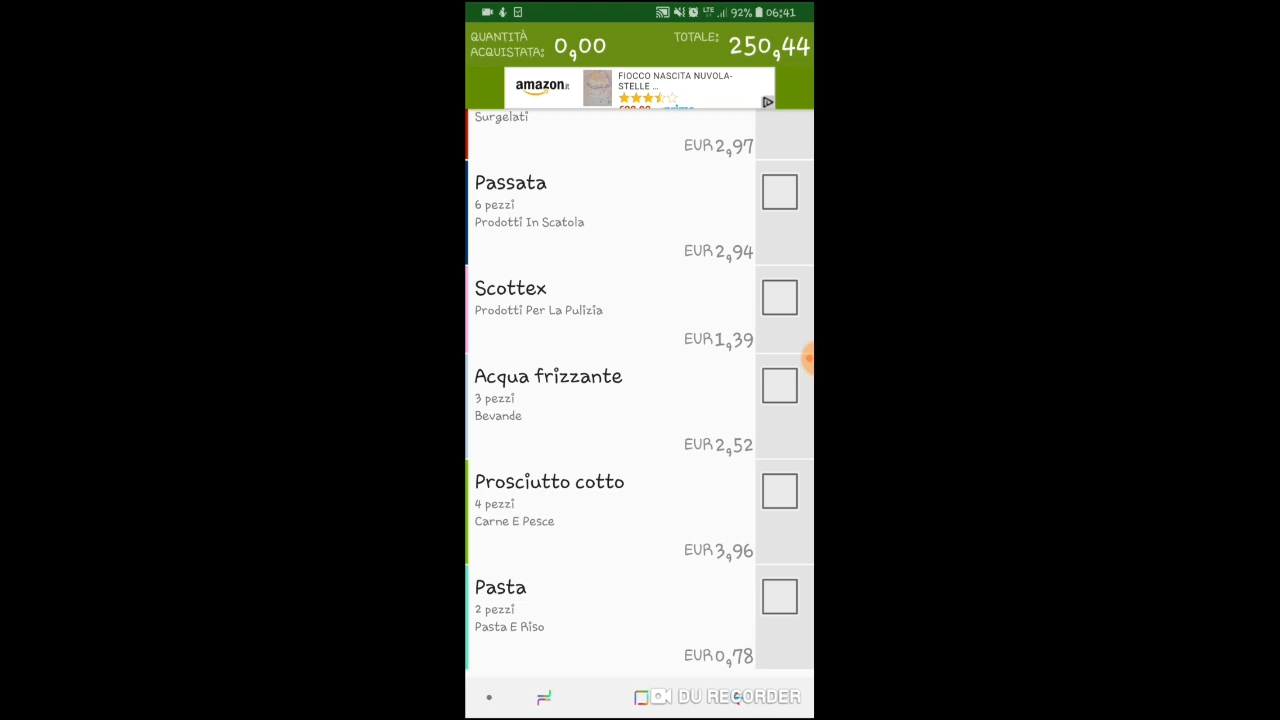 LTE 92% 06:41
QUANTITÀ ACQUISTATA: 0,00 TOTALE: 250,44
amazon.it
FIOCCO NASCITA NUVOLA-
STELLE ...
Surgelati
EUR 2,97
Passata
6 pezzi
Prodotti In Scatola
EUR 2,94
Scottex
Prodotti Per La Pulizia
EUR 1,39
Acqua frizzante
3 pezzi
Bevande
EUR 2,52
Prosciutto cotto
4 pezzi
Carne E Pesce
EUR 3,96
Pasta
2 pezzi
Pasta E Riso
EUR 0,78
DU RECORDER